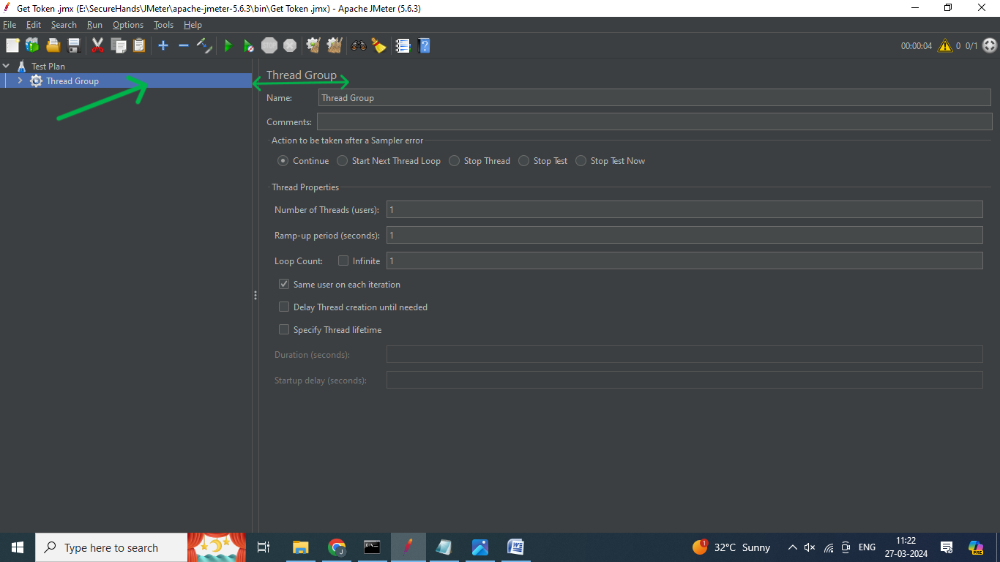 Get Token .jmx (E:\SecureHands\JMeter\apache-jmeter-5.6.3\bin\Get Token .jmx) - Apache JMeter (5.6.3)
File Edit Search Run Options Tools Help
STOP 00:00:04 0 0/1
Test Plan
Thread Group
Thread Group
Name: Thread Group
Comments:
Action to be taken after a Sampler error
Continue Start Next Thread Loop Stop Thread Stop Test Stop Test Now
Thread Properties
Number of Threads (users): 1
Ramp-up period (seconds): 1
Loop Count: Infinite 1
Same user on each iteration
Delay Thread creation until needed
Specify Thread lifetime
Duration (seconds):
Startup delay (seconds):
Type here to search
1 32°C Sunny ENG 11:22 PRE
27-03-2024